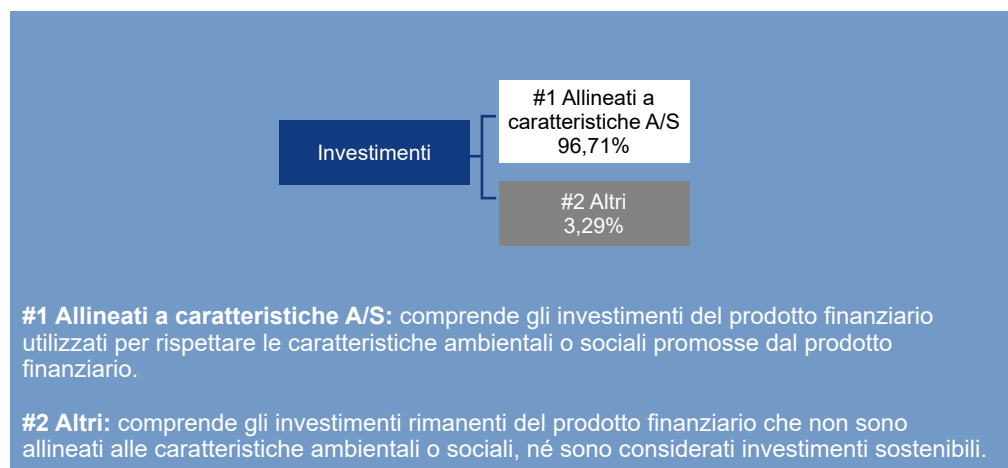 #1 Allineati a
caratteristiche A/S
96,71%
Investimenti
#2 Altri
3,29%
#1 Allineati a caratteristiche A/S: comprende gli investimenti del prodotto finanziario
utilizzati per rispettare le caratteristiche ambientali o sociali promosse dal prodotto
finanziario.
#2 Altri: comprende gli investimenti rimanenti del prodotto finanziario che non sono
allineati alle caratteristiche ambientali o sociali, né sono considerati investimenti sostenibili.